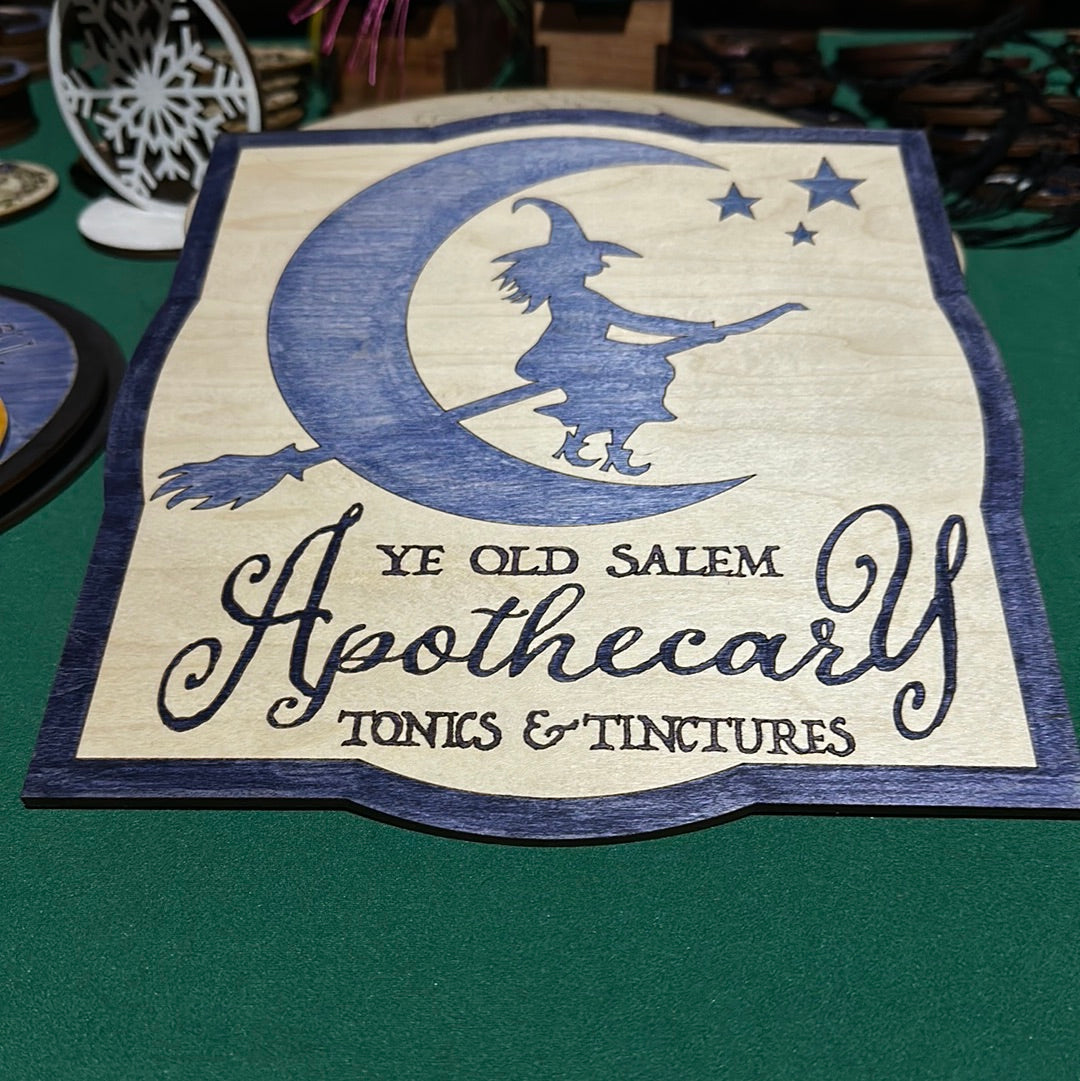 YE OLD SALEM
ApothecarY
TONICS & TINCTURES